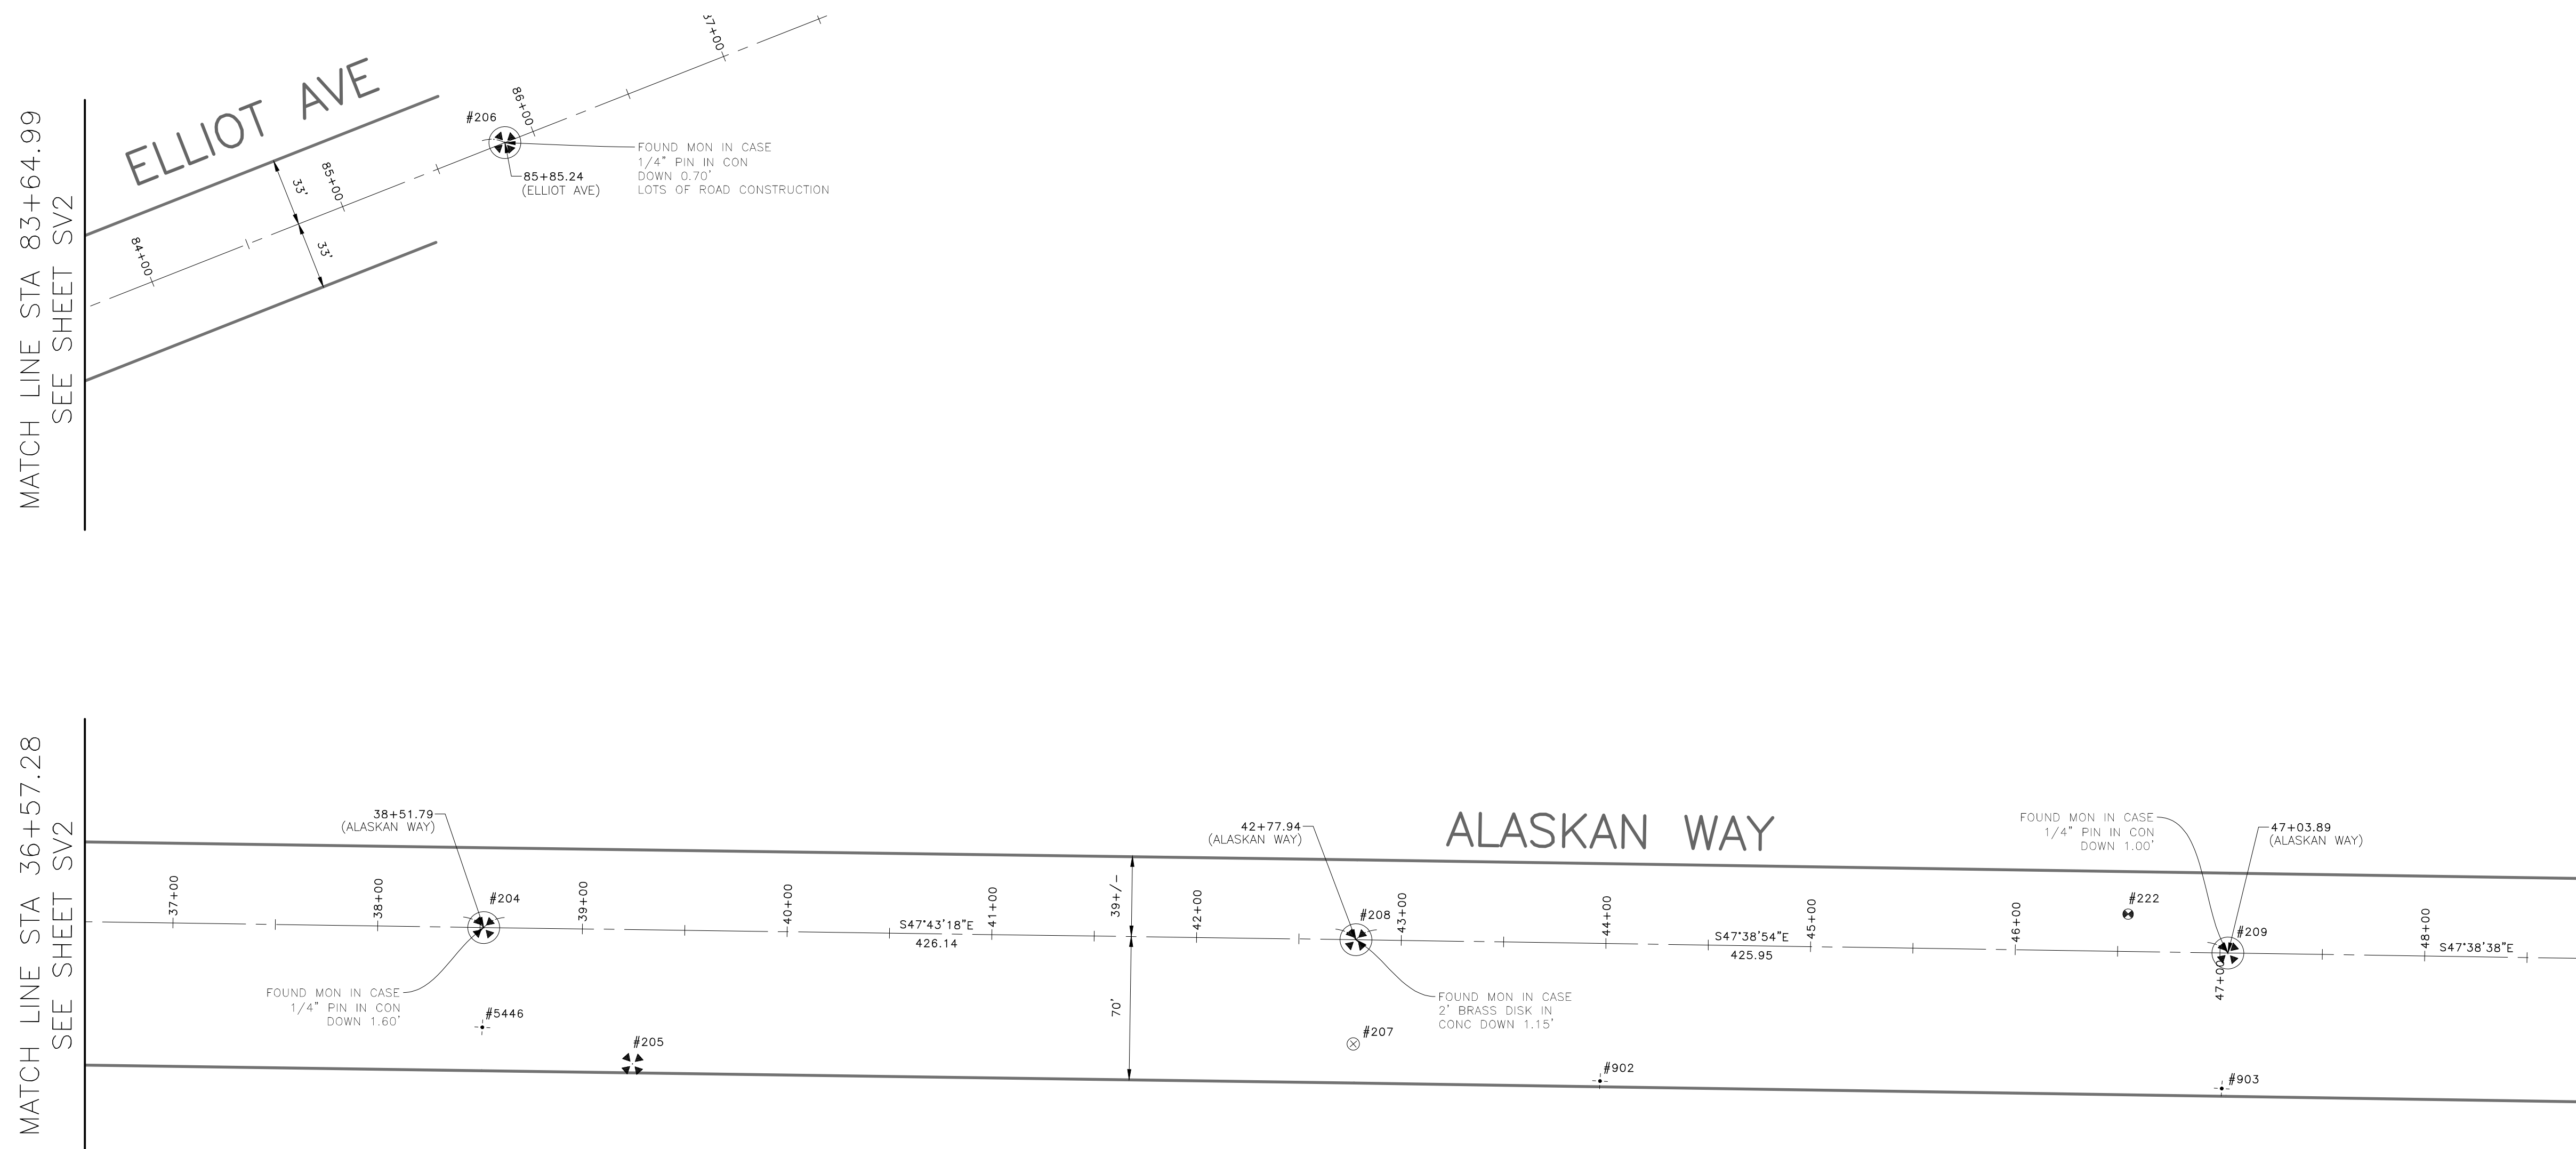 MATCH LINE STA 83+64.99
SEE SHEET SV2
ELLIOT AVE
84+00
85+00
86+00
37+00
33'
33'
#206
85+85.24
(ELLIOT AVE)
FOUND MON IN CASE
1/4" PIN IN CON
DOWN 0.70'
LOTS OF ROAD CONSTRUCTION
MATCH LINE STA 36+57.28
SEE SHEET SV2
ALASKAN WAY
38+51.79
(ALASKAN WAY)
42+77.94
(ALASKAN WAY)
FOUND MON IN CASE
1/4" PIN IN CON
DOWN 1.00'
47+03.89
(ALASKAN WAY)
37+00
38+00
#204
39+00
40+00
S47°43'18"E
426.14
41+00
39+/-
70'
42+00
#208
43+00
44+00
S47°38'54"E
425.95
45+00
46+00
#222
47+00
#209
48+00
S47°38'38"E
FOUND MON IN CASE
1/4" PIN IN CON
DOWN 1.60'
#5446
#205
FOUND MON IN CASE
2' BRASS DISK IN
CONC DOWN 1.15'
#207
#902
#903